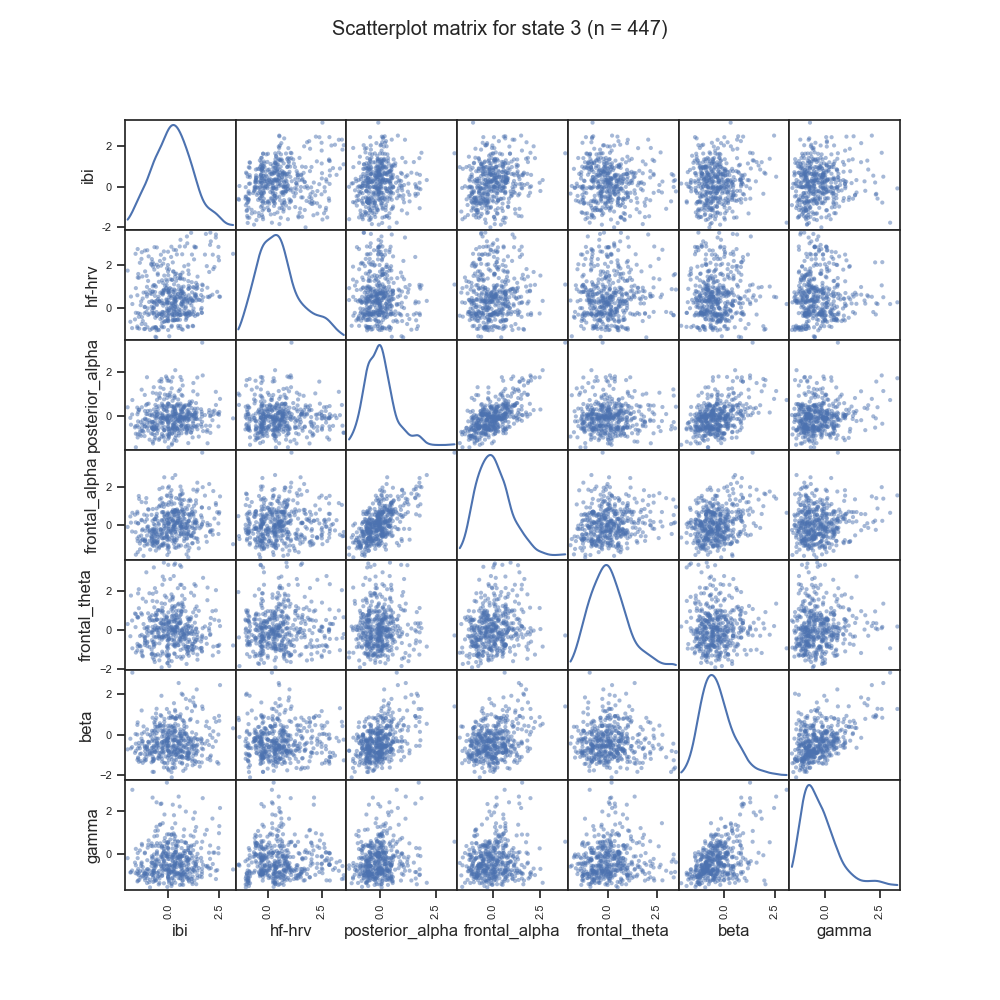 Scatterplot matrix for state 3 (n = 447)
ibi
2
0
-2
hf-hrv
2
0
posterior_alpha
2
0
frontal_alpha
2
0
frontal_theta
2
0
−2
beta
2
0
−2
gamma
2
0
0.0 2.5 0.0 2.5 0.0 2.5 0.0 2.5 0.0 2.5 0.0 2.5 0.0 2.5
ibi hf-hrv posterior_alpha frontal_alpha frontal_theta beta gamma